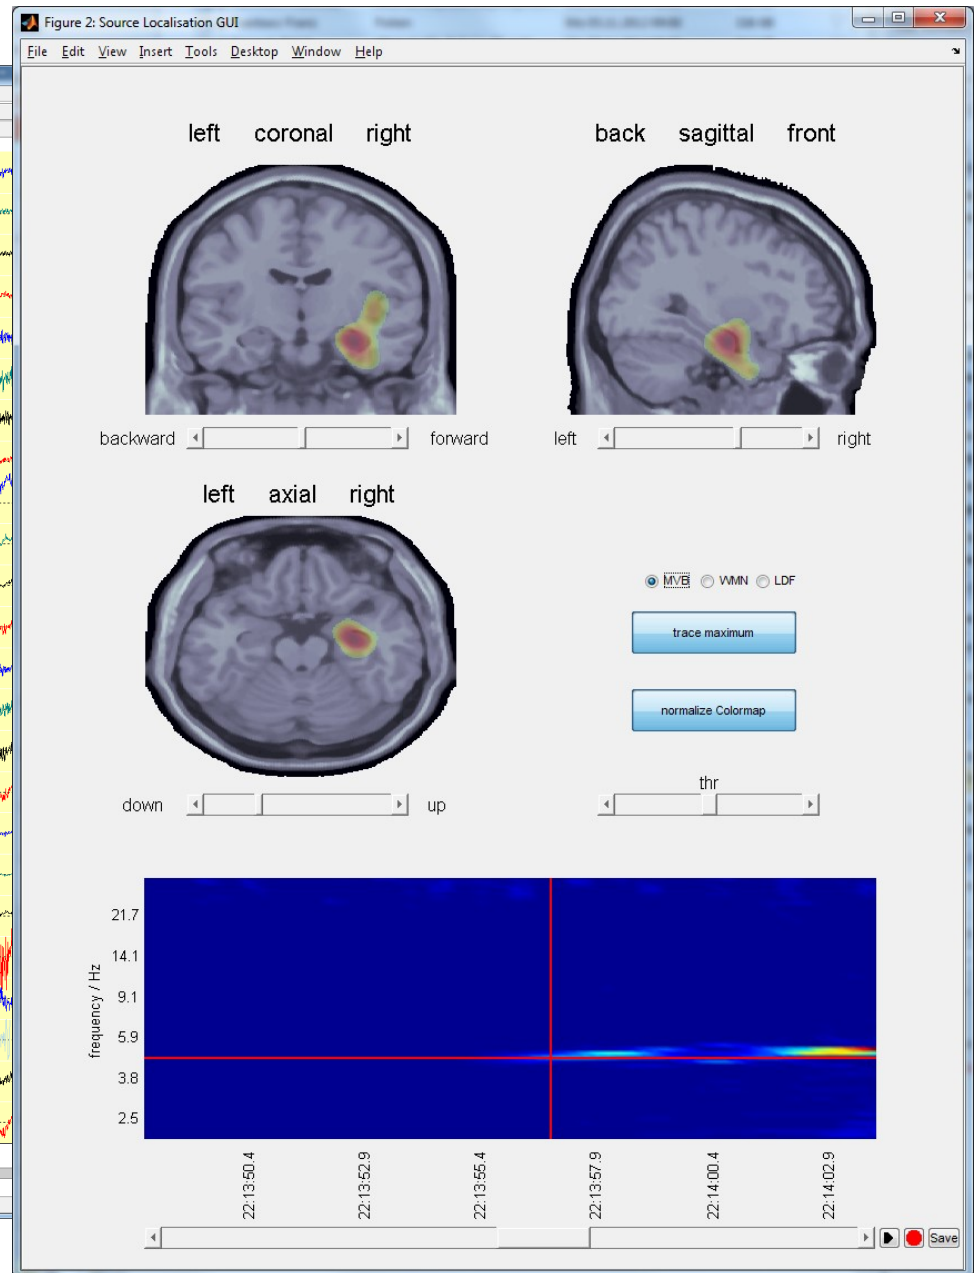 Figure 2: Source Localisation GUI
File Edit View Insert Tools Desktop Window Help
left coronal right
back sagittal front
backward forward
left right
left axial right
MVB WMN LDF
trace maximum
normalize Colormap
down up
thr
frequency / Hz
21.7
14.1
9.1
5.9
3.8
2.5
22:13:50.4
22:13:52.9
22:13:55.4
22:13:57.9
22:14:00.4
22:14:02.9
Save